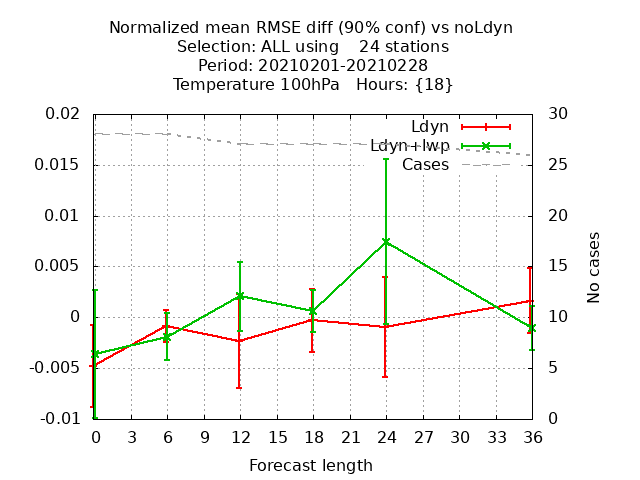 Normalized mean RMSE diff (90% conf) vs noLdyn
Selection: ALL using    24 stations
Period: 20210201-20210228
Temperature 100hPa   Hours: {18}
0.02
0.015
0.01
0.005
0
-0.005
-0.01
30
25
20
15
10
5
0
Ldyn
Ldyn+lwp
Cases
No cases
0 3 6 9 12 15 18 21 24 27 30 33 36
Forecast length